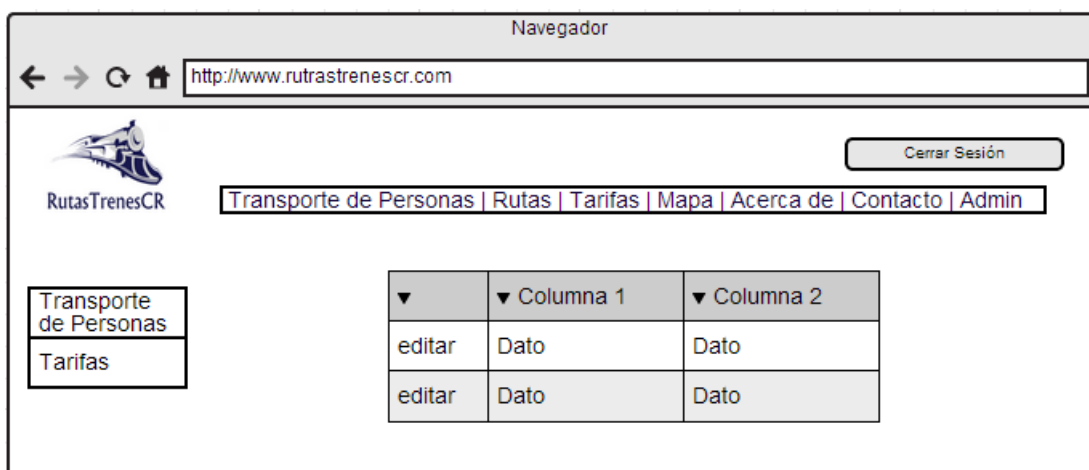 Navegador
http://www.rutrastrenescr.com
Cerrar Sesión
RutasTrenesCR
Transporte de Personas | Rutas | Tarifas | Mapa | Acerca de | Contacto | Admin
Transporte
de Personas
Tarifas
▼ ▼ Columna 1 ▼ Columna 2
editar Dato Dato
editar Dato Dato